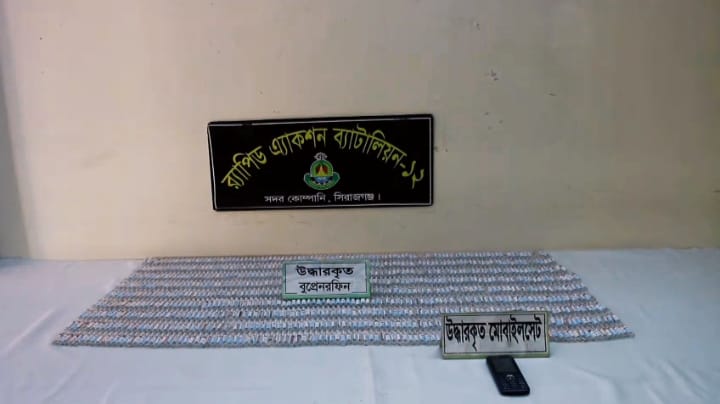 র‍্যাপিড এ্যাকশন ব্যাটালিয়ন-১২
সদর কোম্পানি, সিরাজগঞ্জ।
উদ্ধারকৃত
বুপ্রেনরফিন
উদ্ধারকৃত মোবাইলসেট